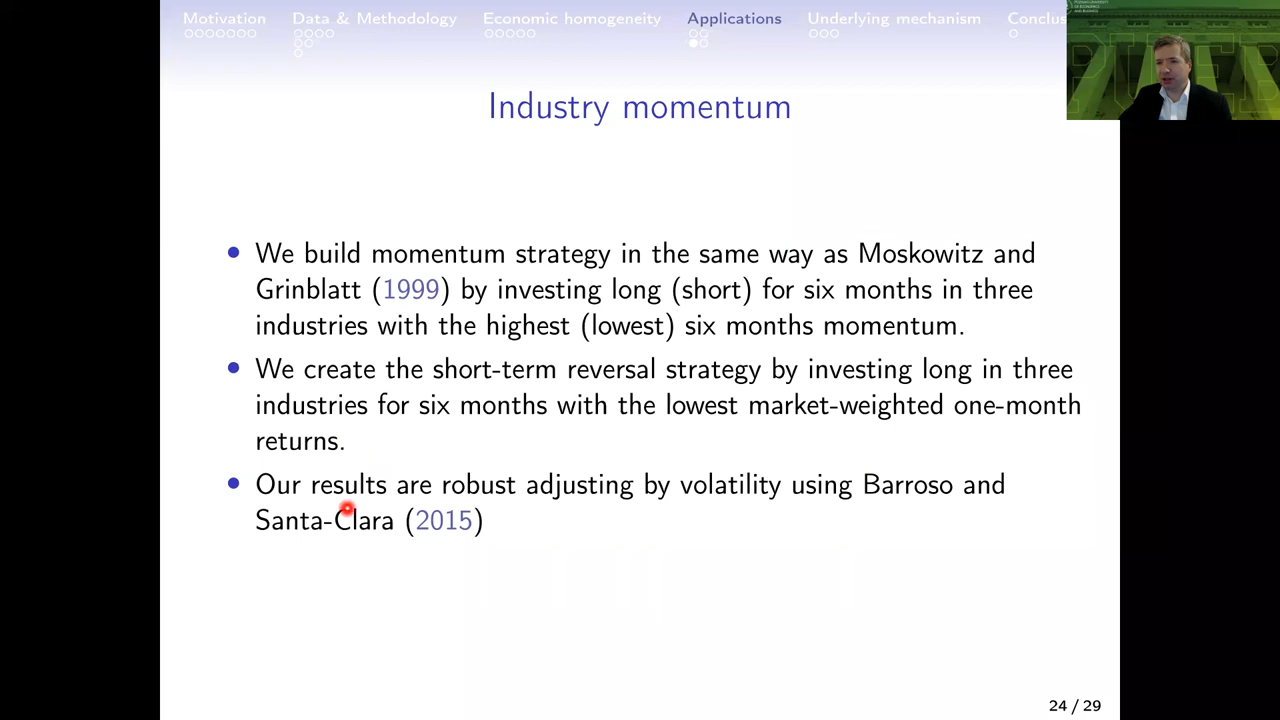 Motivation Data & Methodology Economic homogeneity Applications Underlying mechanism Conclus
Industry momentum
• We build momentum strategy in the same way as Moskowitz and
Grinblatt (1999) by investing long (short) for six months in three
industries with the highest (lowest) six months momentum.
• We create the short-term reversal strategy by investing long in three
industries for six months with the lowest market-weighted one-month
returns.
• Our results are robust adjusting by volatility using Barroso and
Santa-Clara (2015)
24 / 29